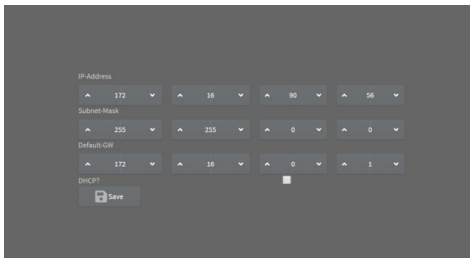 IP-Address
172 16 90 56
Subnet-Mask
255 255 0 0
Default-GW
172 16 0 1
DHCP?
Save